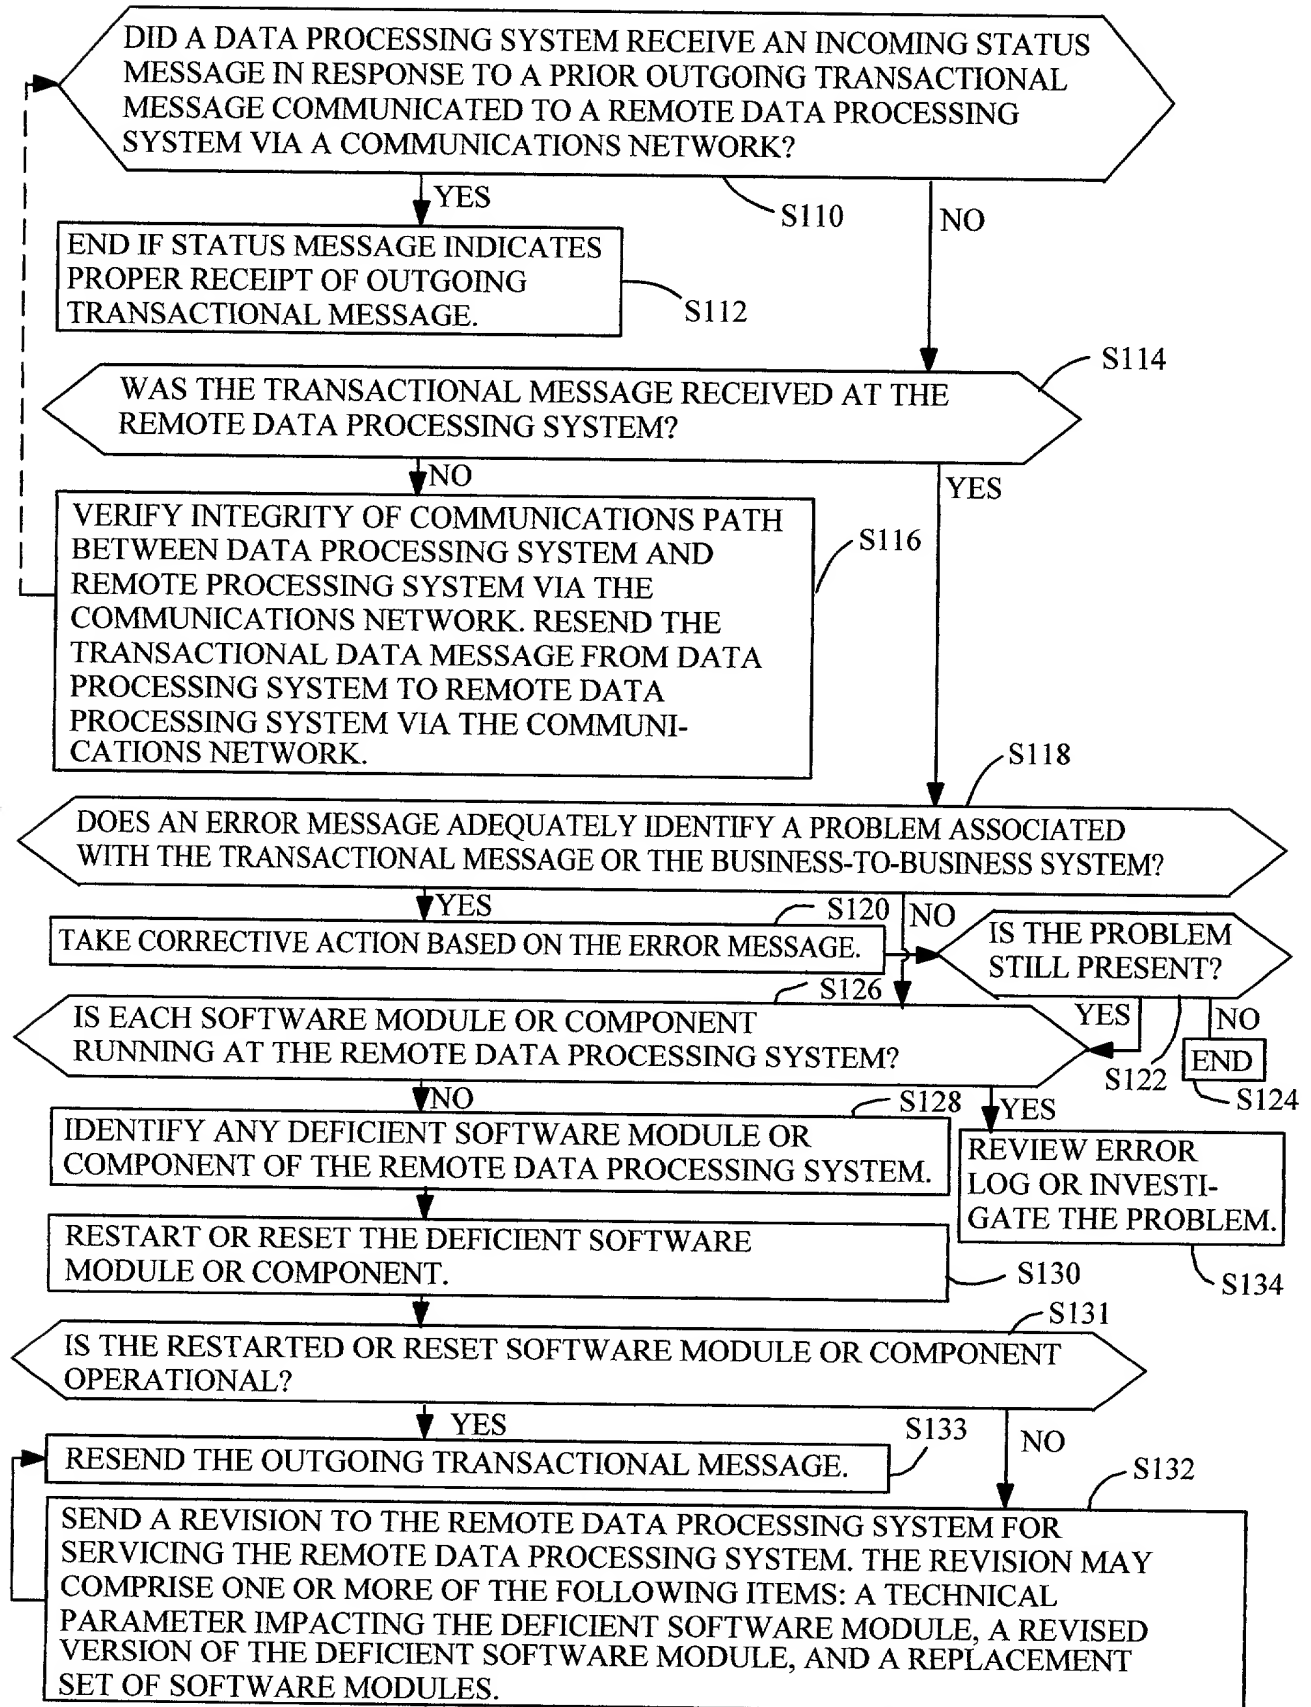 DID A DATA PROCESSING SYSTEM RECEIVE AN INCOMING STATUS
MESSAGE IN RESPONSE TO A PRIOR OUTGOING TRANSACTIONAL
MESSAGE COMMUNICATED TO A REMOTE DATA PROCESSING
SYSTEM VIA A COMMUNICATIONS NETWORK?
YES
S110
NO
END IF STATUS MESSAGE INDICATES
PROPER RECEIPT OF OUTGOING
TRANSACTIONAL MESSAGE.
S112
S114
WAS THE TRANSACTIONAL MESSAGE RECEIVED AT THE
REMOTE DATA PROCESSING SYSTEM?
NO
YES
VERIFY INTEGRITY OF COMMUNICATIONS PATH
BETWEEN DATA PROCESSING SYSTEM AND
REMOTE PROCESSING SYSTEM VIA THE
COMMUNICATIONS NETWORK. RESEND THE
TRANSACTIONAL DATA MESSAGE FROM DATA
PROCESSING SYSTEM TO REMOTE DATA
PROCESSING SYSTEM VIA THE COMMUNI-
CATIONS NETWORK.
S116
S118
DOES AN ERROR MESSAGE ADEQUATELY IDENTIFY A PROBLEM ASSOCIATED
WITH THE TRANSACTIONAL MESSAGE OR THE BUSINESS-TO-BUSINESS SYSTEM?
YES
S120
NO
TAKE CORRECTIVE ACTION BASED ON THE ERROR MESSAGE.
IS THE PROBLEM
STILL PRESENT?
S126
YES
NO
IS EACH SOFTWARE MODULE OR COMPONENT
RUNNING AT THE REMOTE DATA PROCESSING SYSTEM?
S122
END
S124
NO
S128
YES
IDENTIFY ANY DEFICIENT SOFTWARE MODULE OR
COMPONENT OF THE REMOTE DATA PROCESSING SYSTEM.
REVIEW ERROR
LOG OR INVESTI-
GATE THE PROBLEM.
S134
RESTART OR RESET THE DEFICIENT SOFTWARE
MODULE OR COMPONENT.
S130
S131
IS THE RESTARTED OR RESET SOFTWARE MODULE OR COMPONENT
OPERATIONAL?
YES
S133
NO
RESEND THE OUTGOING TRANSACTIONAL MESSAGE.
S132
SEND A REVISION TO THE REMOTE DATA PROCESSING SYSTEM FOR
SERVICING THE REMOTE DATA PROCESSING SYSTEM. THE REVISION MAY
COMPRISE ONE OR MORE OF THE FOLLOWING ITEMS: A TECHNICAL
PARAMETER IMPACTING THE DEFICIENT SOFTWARE MODULE, A REVISED
VERSION OF THE DEFICIENT SOFTWARE MODULE, AND A REPLACEMENT
SET OF SOFTWARE MODULES.